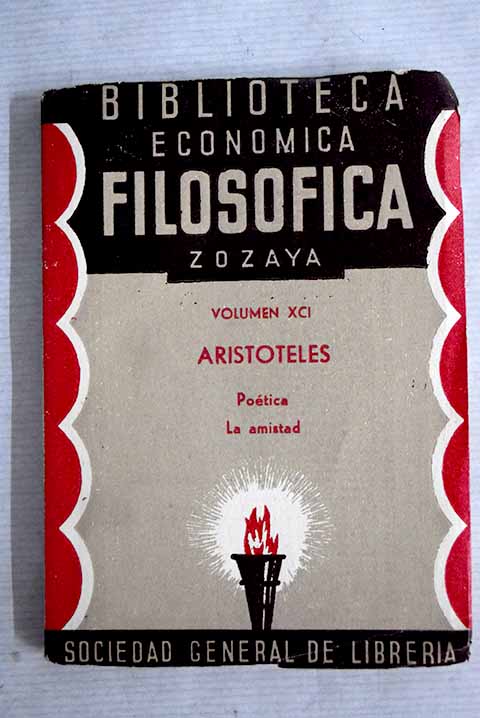 BIBLIOTECA
ECONOMICA
FILOSOFICA
ZOZAYA
VOLUMEN XCI
ARISTOTELES
Poética
La amistad
SOCIEDAD GENERAL DE LIBRERIA